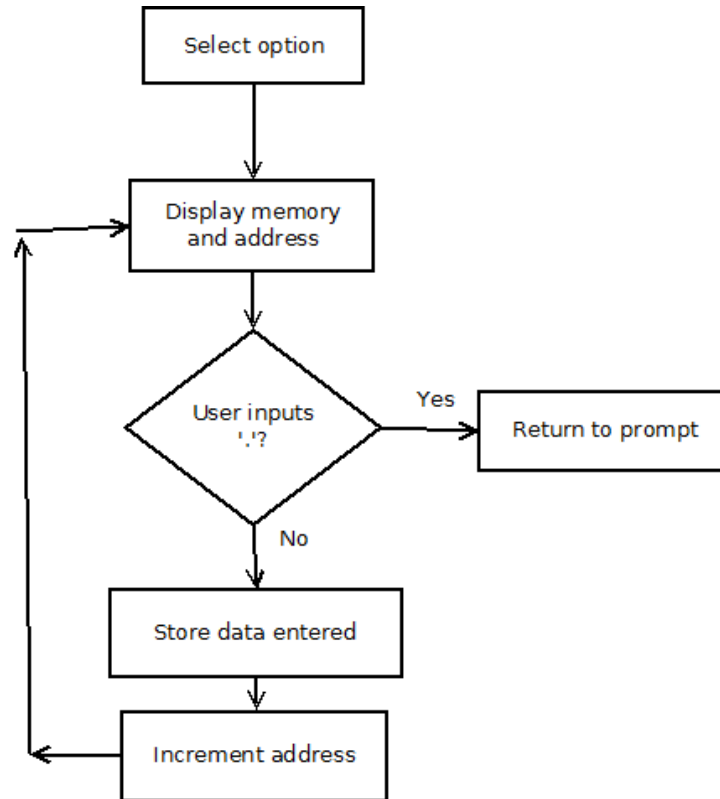 Select option
Display memory
and address
User inputs
'.'?
Yes
Return to prompt
No
Store data entered
Increment address